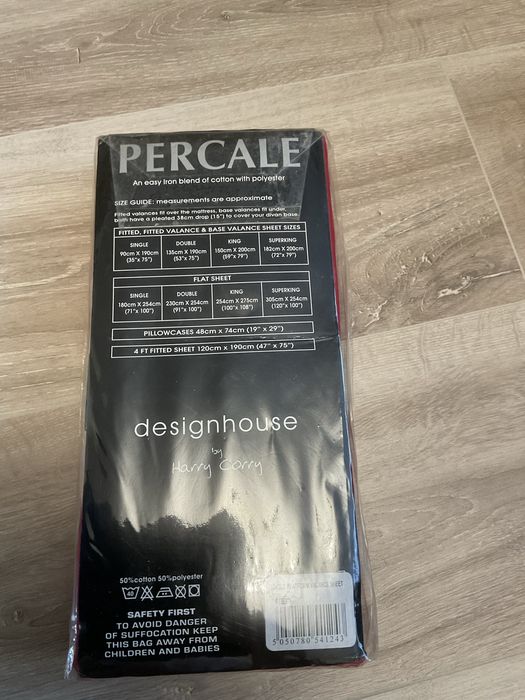 PERCALE
An easy iron blend of cotton with polyester
SIZE GUIDE: measurements are approximate
Fitted valances fit over the mattress, base valances fit under,
both have a pleated 38cm drop (15") to cover your divan base.
FITTED, FITTED VALANCE & BASE VALANCE SHEET SIZES
SINGLE DOUBLE KING SUPERKING
90cm X 190cm 135cm X 190cm 150cm X 200cm 182cm X 200cm
(35"x 75") (53"x 75") (59"x 79") (72"x 79")
FLAT SHEET
SINGLE DOUBLE KING SUPERKING
180cm X 254cm 230cm X 254cm 254cm X 275cm 305cm X 254cm
(71"x 100") (91"x 100") (100"x 108") (120"x 100")
PILLOWCASES 48cm x 74cm (19" x 29")
4 FT FITTED SHEET 120cm x 190cm (47" x 75")
designhouse
by
Harry Corry
50%cotton 50%polyester
40
SAFETY FIRST
TO AVOID DANGER
OF SUFFOCATION KEEP
THIS BAG AWAY FROM
CHILDREN AND BABIES
SHEET
5 050780 541243